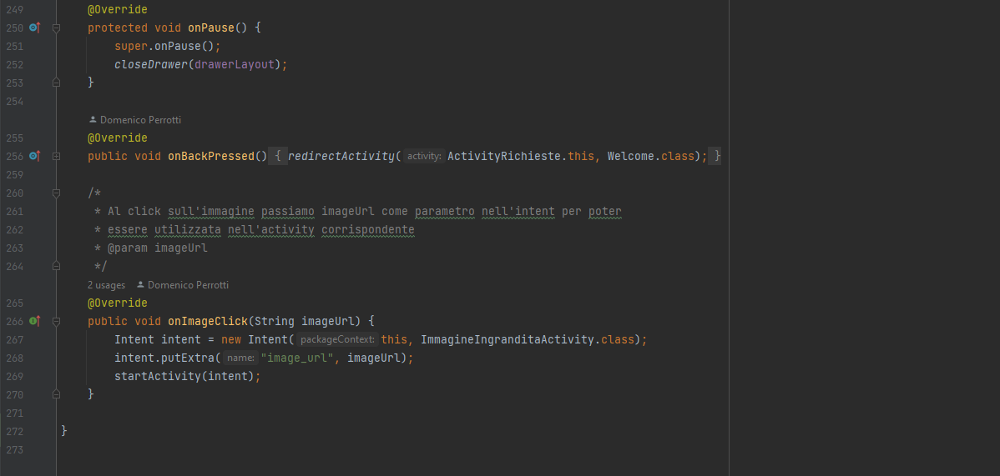 249 @Override
250 protected void onPause() {
251 super.onPause();
252 closeDrawer(drawerLayout);
253 }
254
Domenico Perrotti
255 @Override
256 public void onBackPressed() { redirectActivity( activity: ActivityRichieste.this, Welcome.class); }
259
260 /*
261 * Al click sull'immagine passiamo imageUrl come parametro nell'intent per poter
262 * essere utilizzata nell'activity corrispondente
263 * @param imageUrl
264 */
2 usages Domenico Perrotti
265 @Override
266 public void onImageClick(String imageUrl) {
267 Intent intent = new Intent( packageContext: this, ImmagineIngranditaActivity.class);
268 intent.putExtra( name: "image_url", imageUrl);
269 startActivity(intent);
270 }
271
272 }
273